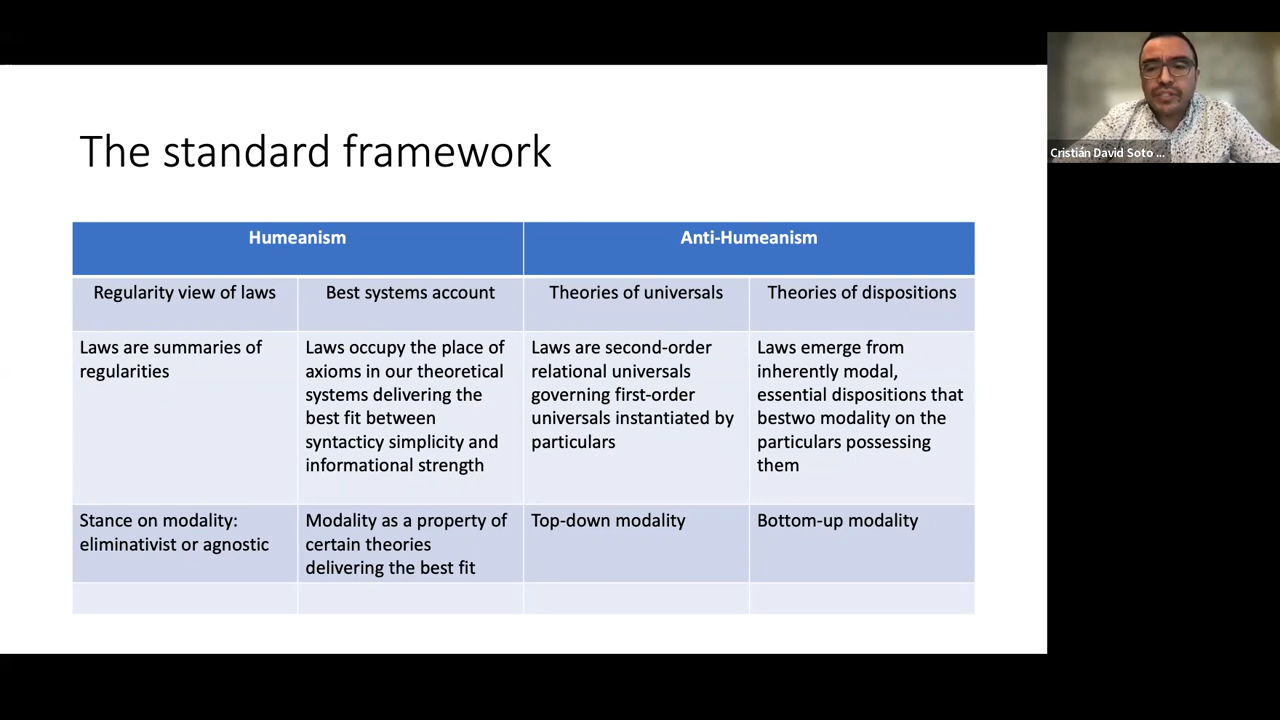 The standard framework
Humeanism
Anti-Humeanism
Regularity view of laws
Best systems account
Theories of universals
Theories of dispositions
Laws are summaries of
regularities
Laws occupy the place of
axioms in our theoretical
systems delivering the
best fit between
syntacticy simplicity and
informational strength
Laws are second-order
relational universals
governing first-order
universals instantiated by
particulars
Laws emerge from
inherently modal,
essential dispositions that
bestwo modality on the
particulars possessing
them
Stance on modality:
eliminativist or agnostic
Modality as a property of
certain theories
delivering the best fit
Top-down modality
Bottom-up modality
Cristián David Soto ...